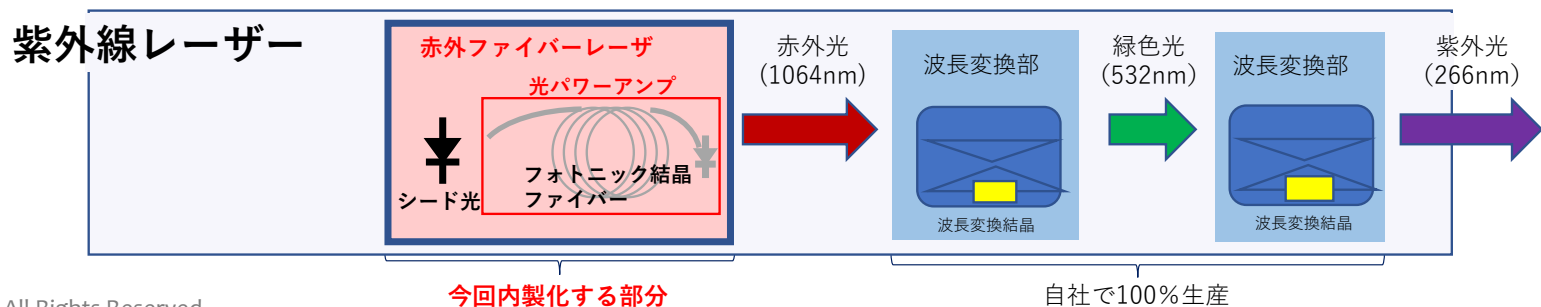 紫外線レーザー
赤外ファイバーレーザ
光パワーアンプ
シード光
フォトニック結晶
ファイバー
赤外光
(1064nm)
波長変換部
波長変換結晶
緑色光
(532nm)
波長変換部
波長変換結晶
紫外光
(266nm)
今回内製化する部分
自社で100％生産
All Rights Reserved